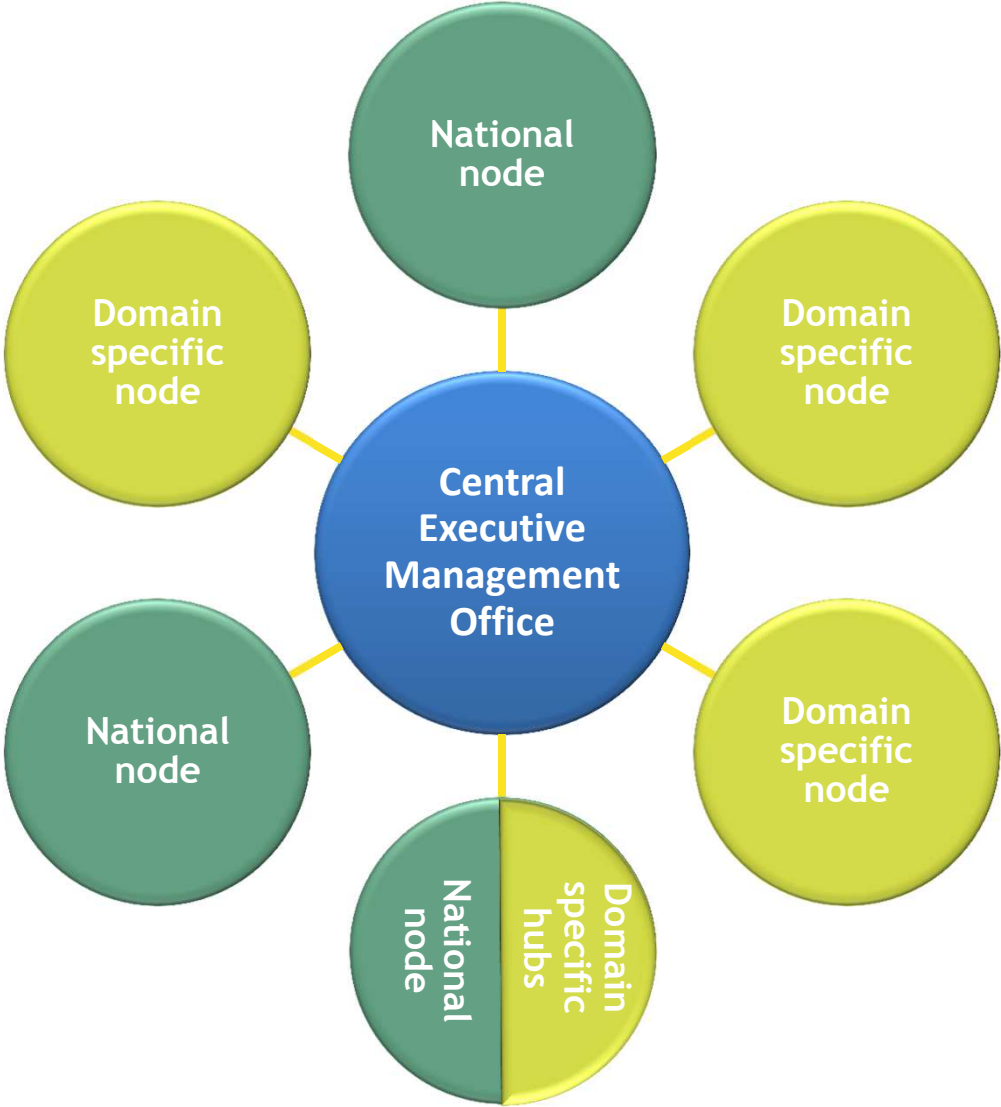 National
node
Domain
specific
node
Domain
specific
node
Central
Executive
Management
Office
National
node
Domain
specific
node
National
node
Domain
specific
hubs